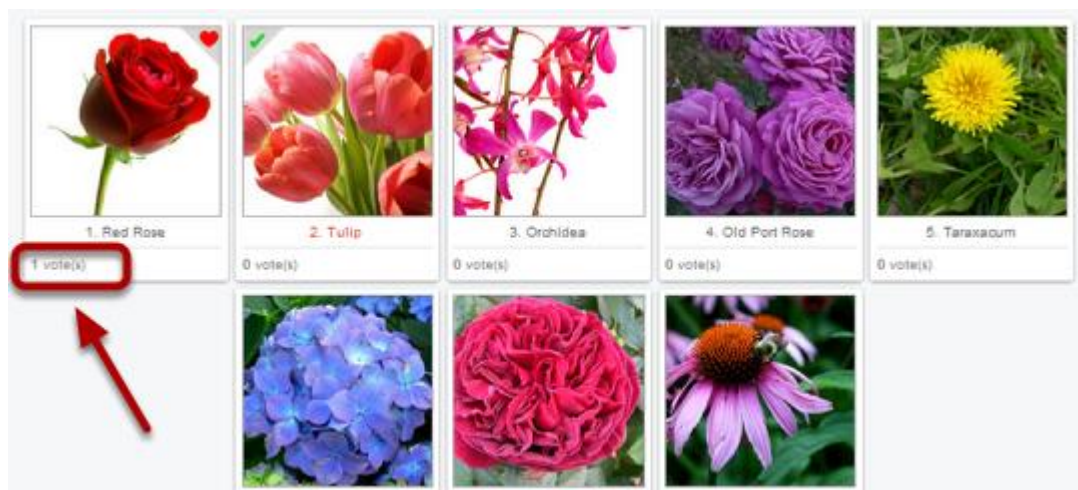 1. Red Rose
2. Tulip
3. Orchidea
4. Old Port Rose
5. Taraxacum
1 vote(s)
0 vote(s)
0 vote(s)
0 vote(s)
0 vote(s)